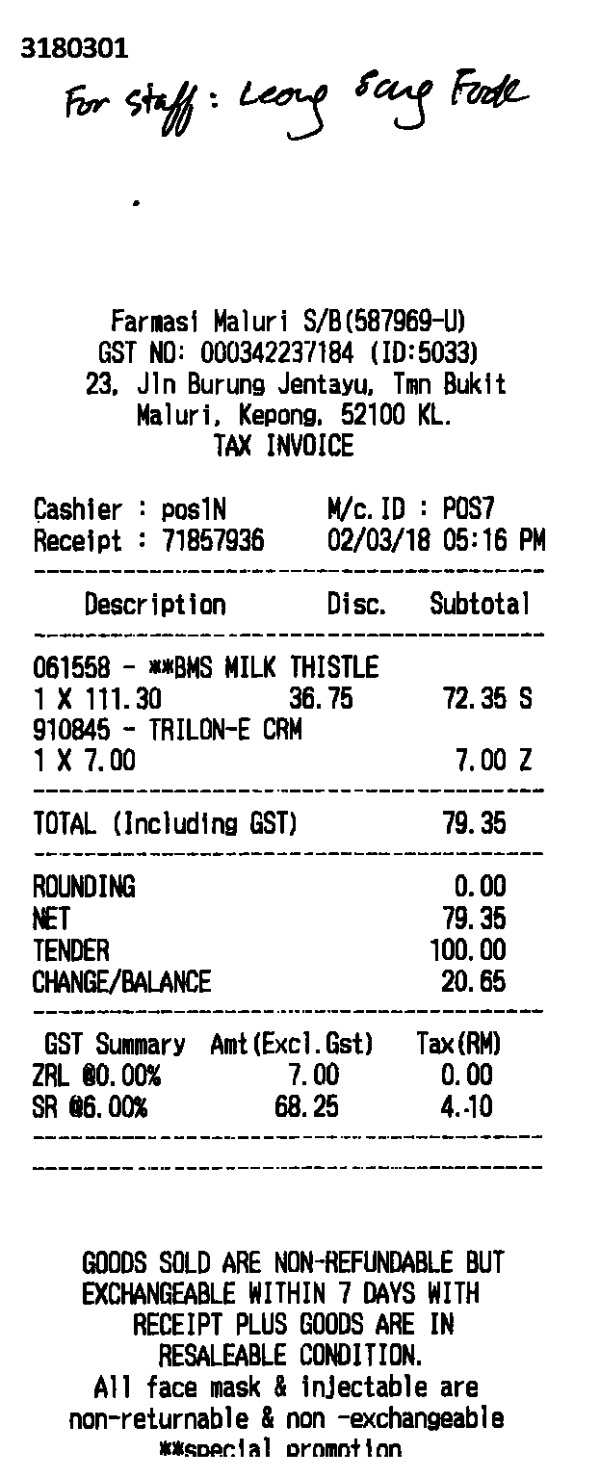 3180301
For staff: Leong
Farmasi Maluri S/B(587969-U)
GST NO: 000342237184 (ID:5033)
23, Jln Burung Jentayu, Tmn Bukit
Maluri, Kepong, 52100 KL.
TAX INVOICE
Cashier : pos1N M/c.ID : POS7
Receipt : 71857936 02/03/18 05:16 PM
Description Disc. Subtotal
061558 - **BMS MILK THISTLE
1 X 111.30 36.75 72.35 S
910845 - TRILON-E CRM
1 X 7.00 7.00 Z
TOTAL (Including GST) 79.35
ROUNDING 0.00
NET 79.35
TENDER 100.00
CHANGE/BALANCE 20.65
GST Summary Amt(Excl.Gst) Tax(RM)
ZRL @0.00% 7.00 0.00
SR @6.00% 68.25 4.10
GOODS SOLD ARE NON-REFUNDABLE BUT
EXCHANGEABLE WITHIN 7 DAYS WITH
RECEIPT PLUS GOODS ARE IN
RESALEABLE CONDITION.
All face mask & injectable are
non-returnable & non -exchangeable
**special promotion